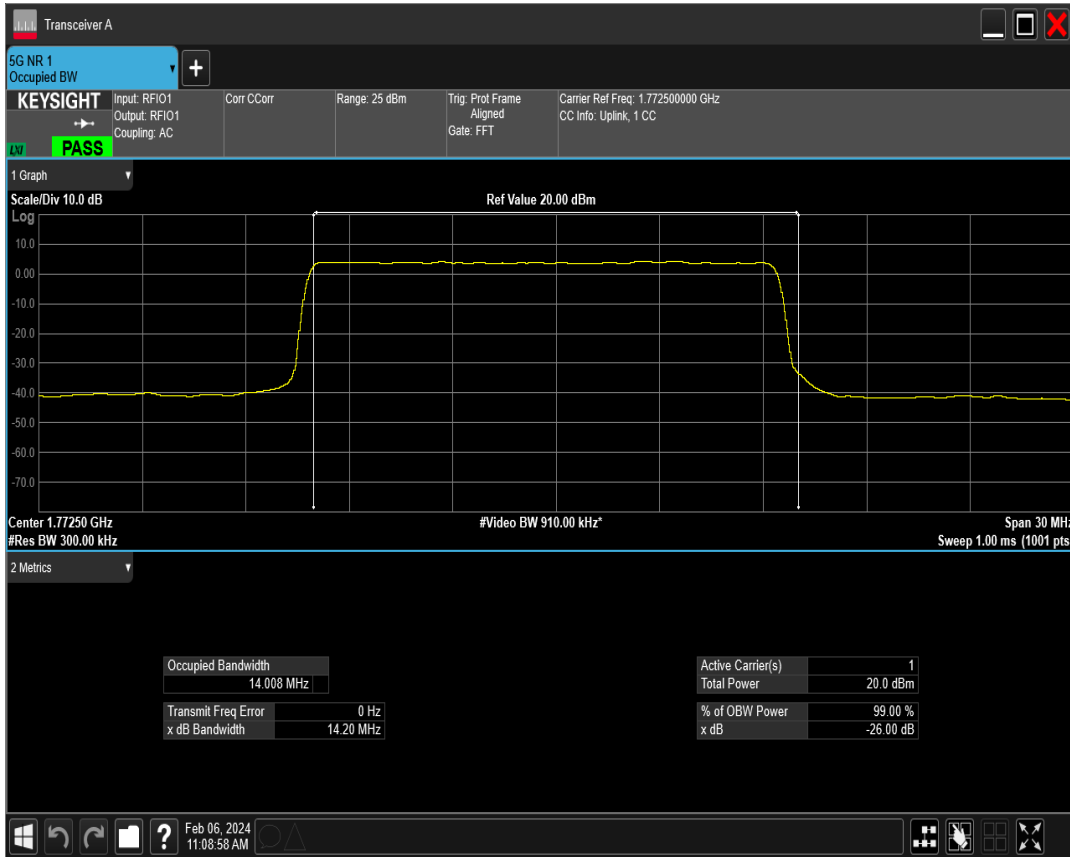 Transceiver A
5G NR 1
Occupied BW
KEYSIGHT
Input: RFIO1
Output: RFIO1
Coupling: AC
LXI
PASS
Corr CCorr
Range: 25 dBm
Trig: Prot Frame
Aligned
Gate: FFT
Carrier Ref Freq: 1.772500000 GHz
CC Info: Uplink, 1 CC
1 Graph
Scale/Div 10.0 dB
Ref Value 20.00 dBm
Log
10.0
0.00
-10.0
-20.0
-30.0
-40.0
-50.0
-60.0
-70.0
Center 1.77250 GHz
#Video BW 910.00 kHz*
Span 30 MHz
#Res BW 300.00 kHz
Sweep 1.00 ms (1001 pts
2 Metrics
Occupied Bandwidth
14.008 MHz
Transmit Freq Error 0 Hz
x dB Bandwidth 14.20 MHz
Active Carrier(s) 1
Total Power 20.0 dBm
% of OBW Power 99.00 %
x dB -26.00 dB
?
Feb 06, 2024
11:08:58 AM